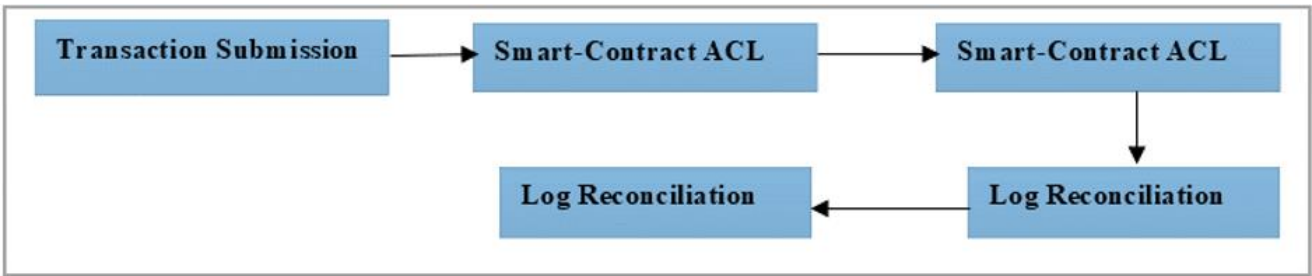 Transaction Submission
Smart-Contract ACL
Smart-Contract ACL
Log Reconciliation
Log Reconciliation